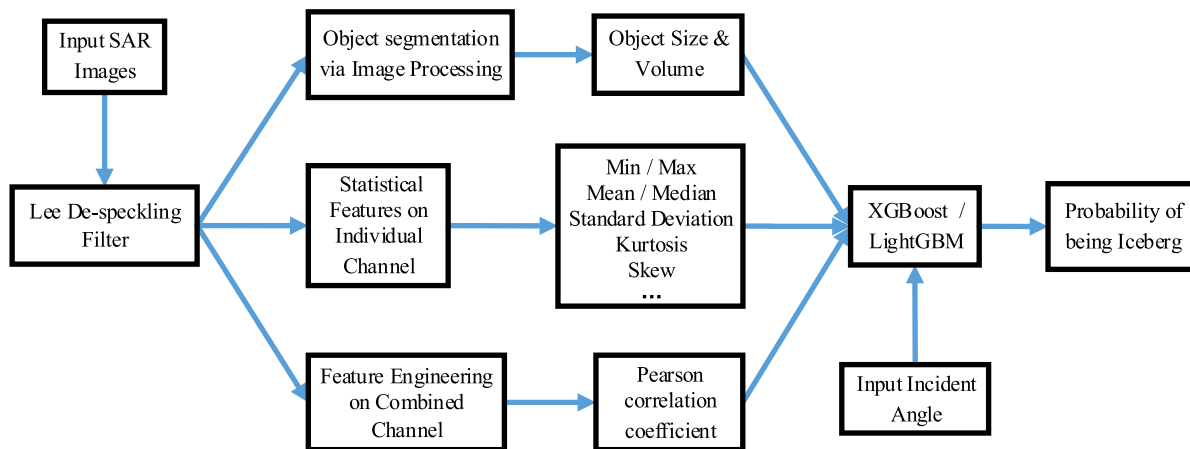 Input SAR
Images
Lee De-speckling
Filter
Object segmentation
via Image Processing
Object Size &
Volume
Statistical
Features on
Individual
Channel
Min / Max
Mean / Median
Standard Deviation
Kurtosis
Skew
...
Feature Engineering
on Combined
Channel
Pearson
correlation
coefficient
XGBoost /
LightGBM
Input Incident
Angle
Probability of
being Iceberg